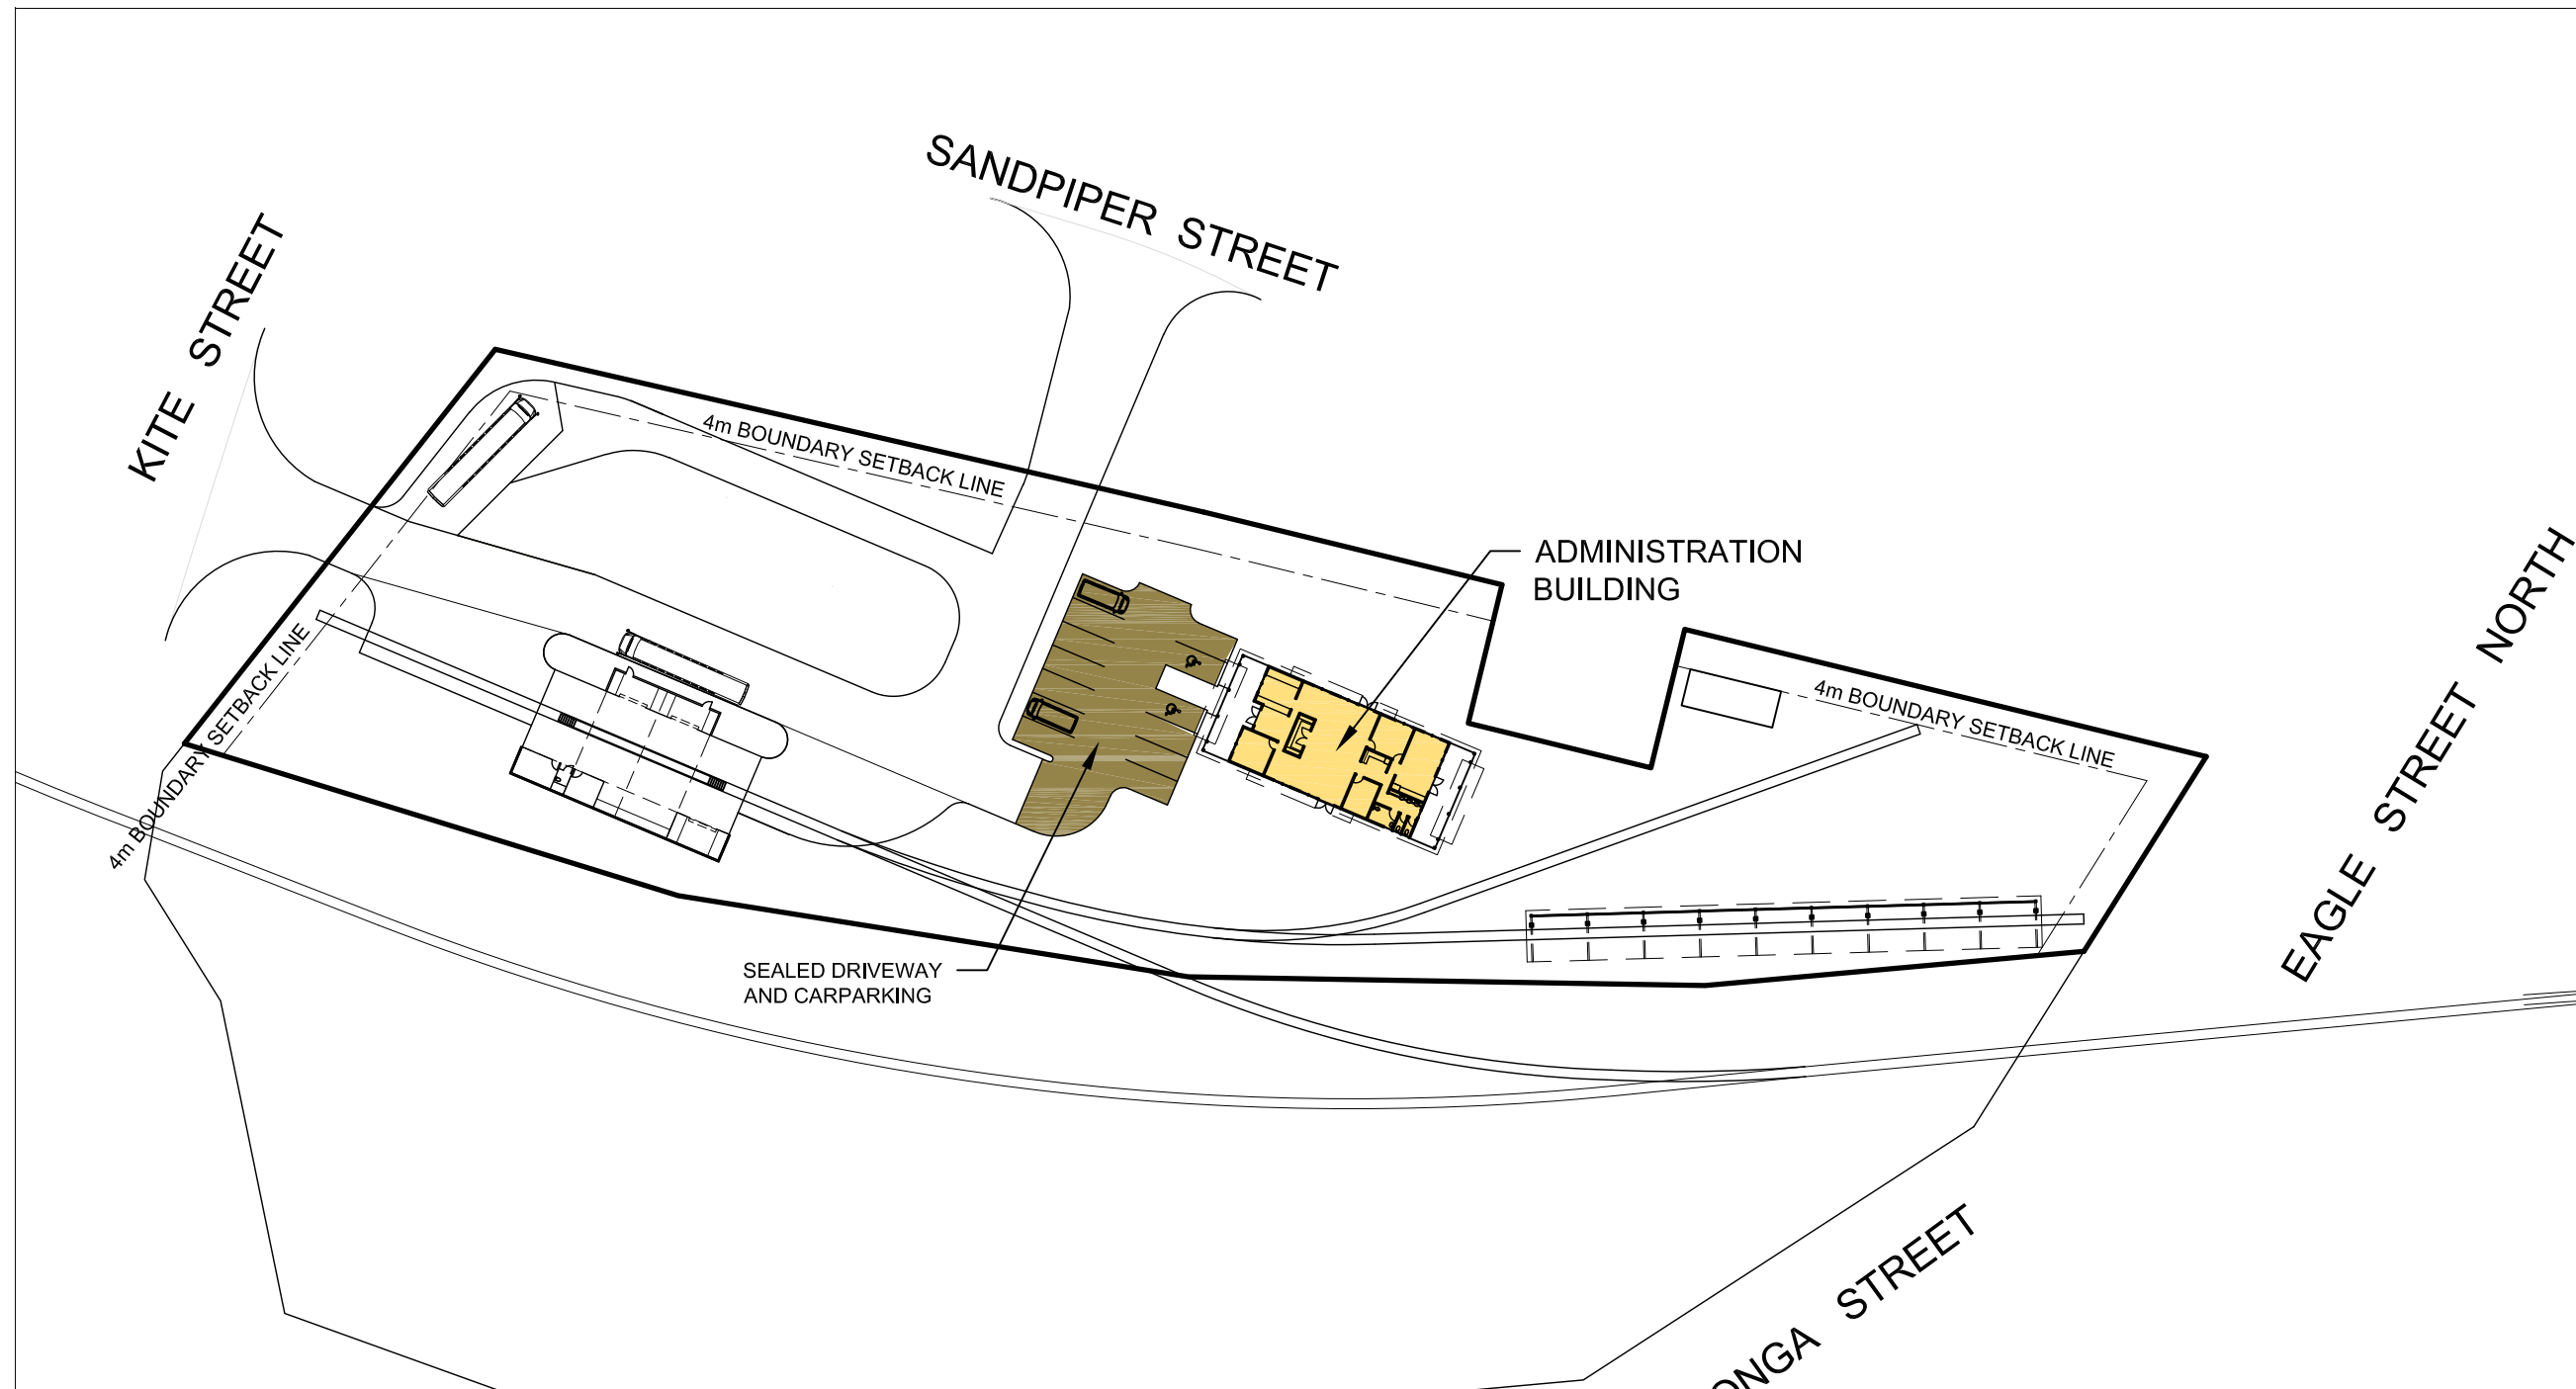 SANDPIPER STREET
KITE STREET
4m BOUNDARY SETBACK LINE
ADMINISTRATION
BUILDING
EAGLE STREET NORTH
4m BOUNDARY SETBACK LINE
4m BOUNDARY SETBACK LINE
SEALED DRIVEWAY
AND CARPARKING
STREET